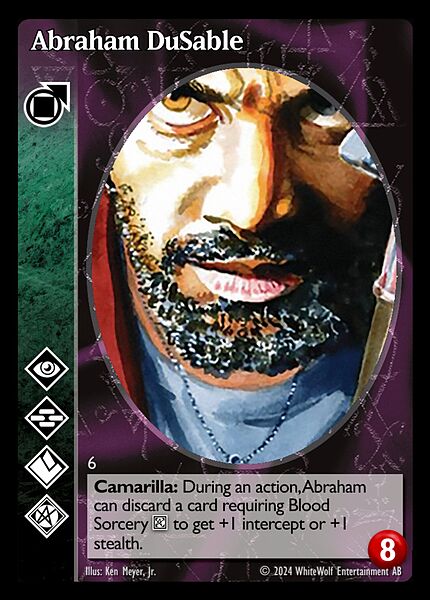 Abraham DuSable
6
Camarilla: During an action, Abraham
can discard a card requiring Blood
Sorcery to get +1 intercept or +1
stealth.
8
Illus: Ken Meyer, Jr. © 2024 WhiteWolf Entertainment AB